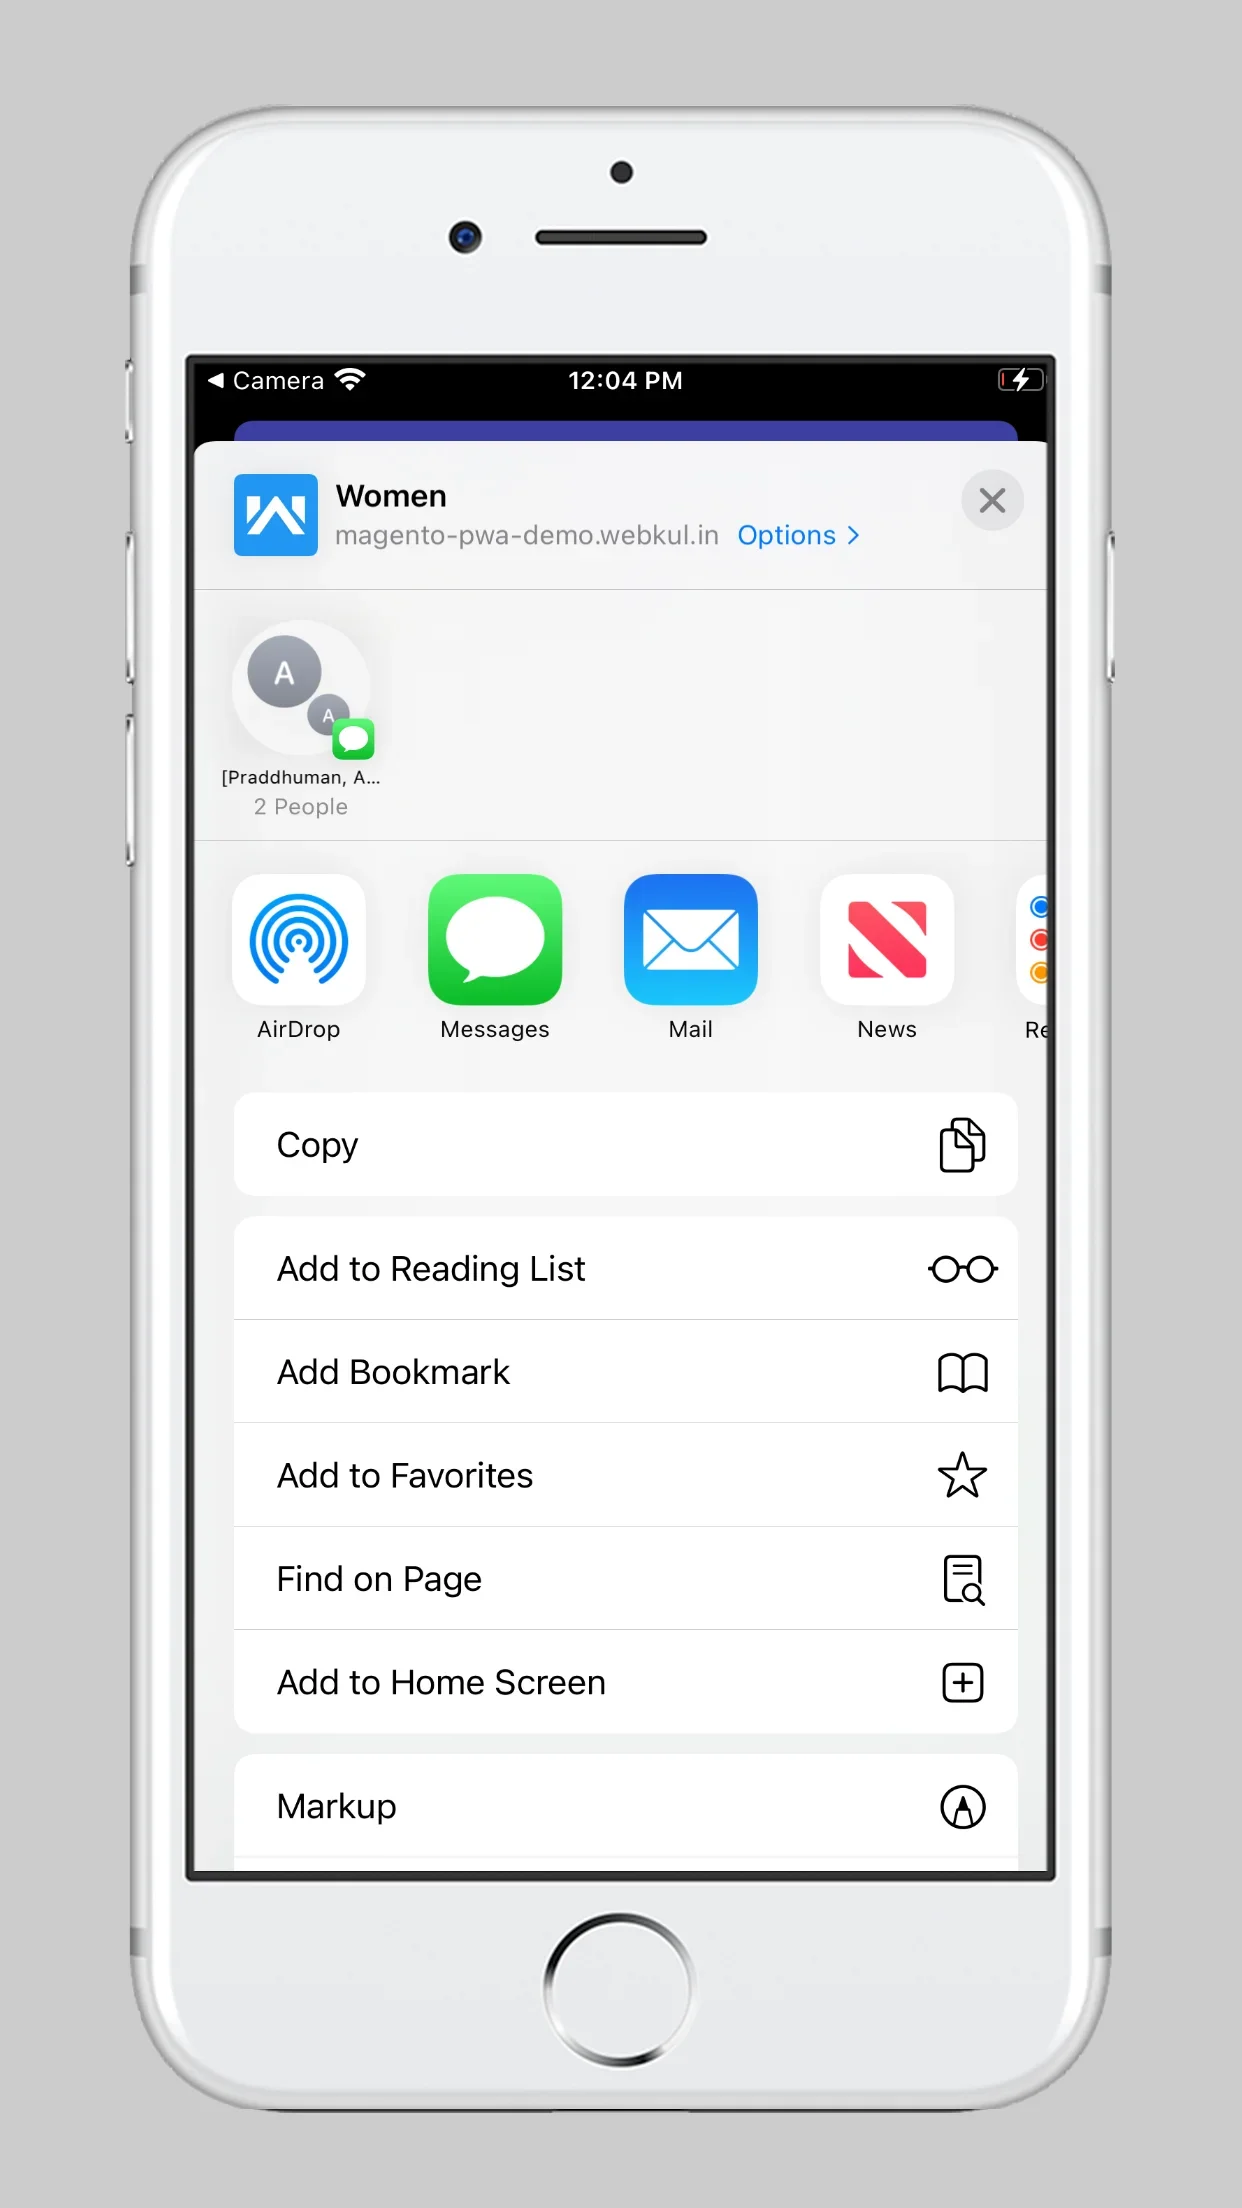 ◀ Camera 12:04 PM
Women
magento-pwa-demo.webkul.in Options >
A
A
[Praddhuman, A...
2 People
AirDrop Messages Mail News Re
Copy
Add to Reading List
Add Bookmark
Add to Favorites
Find on Page
Add to Home Screen
Markup